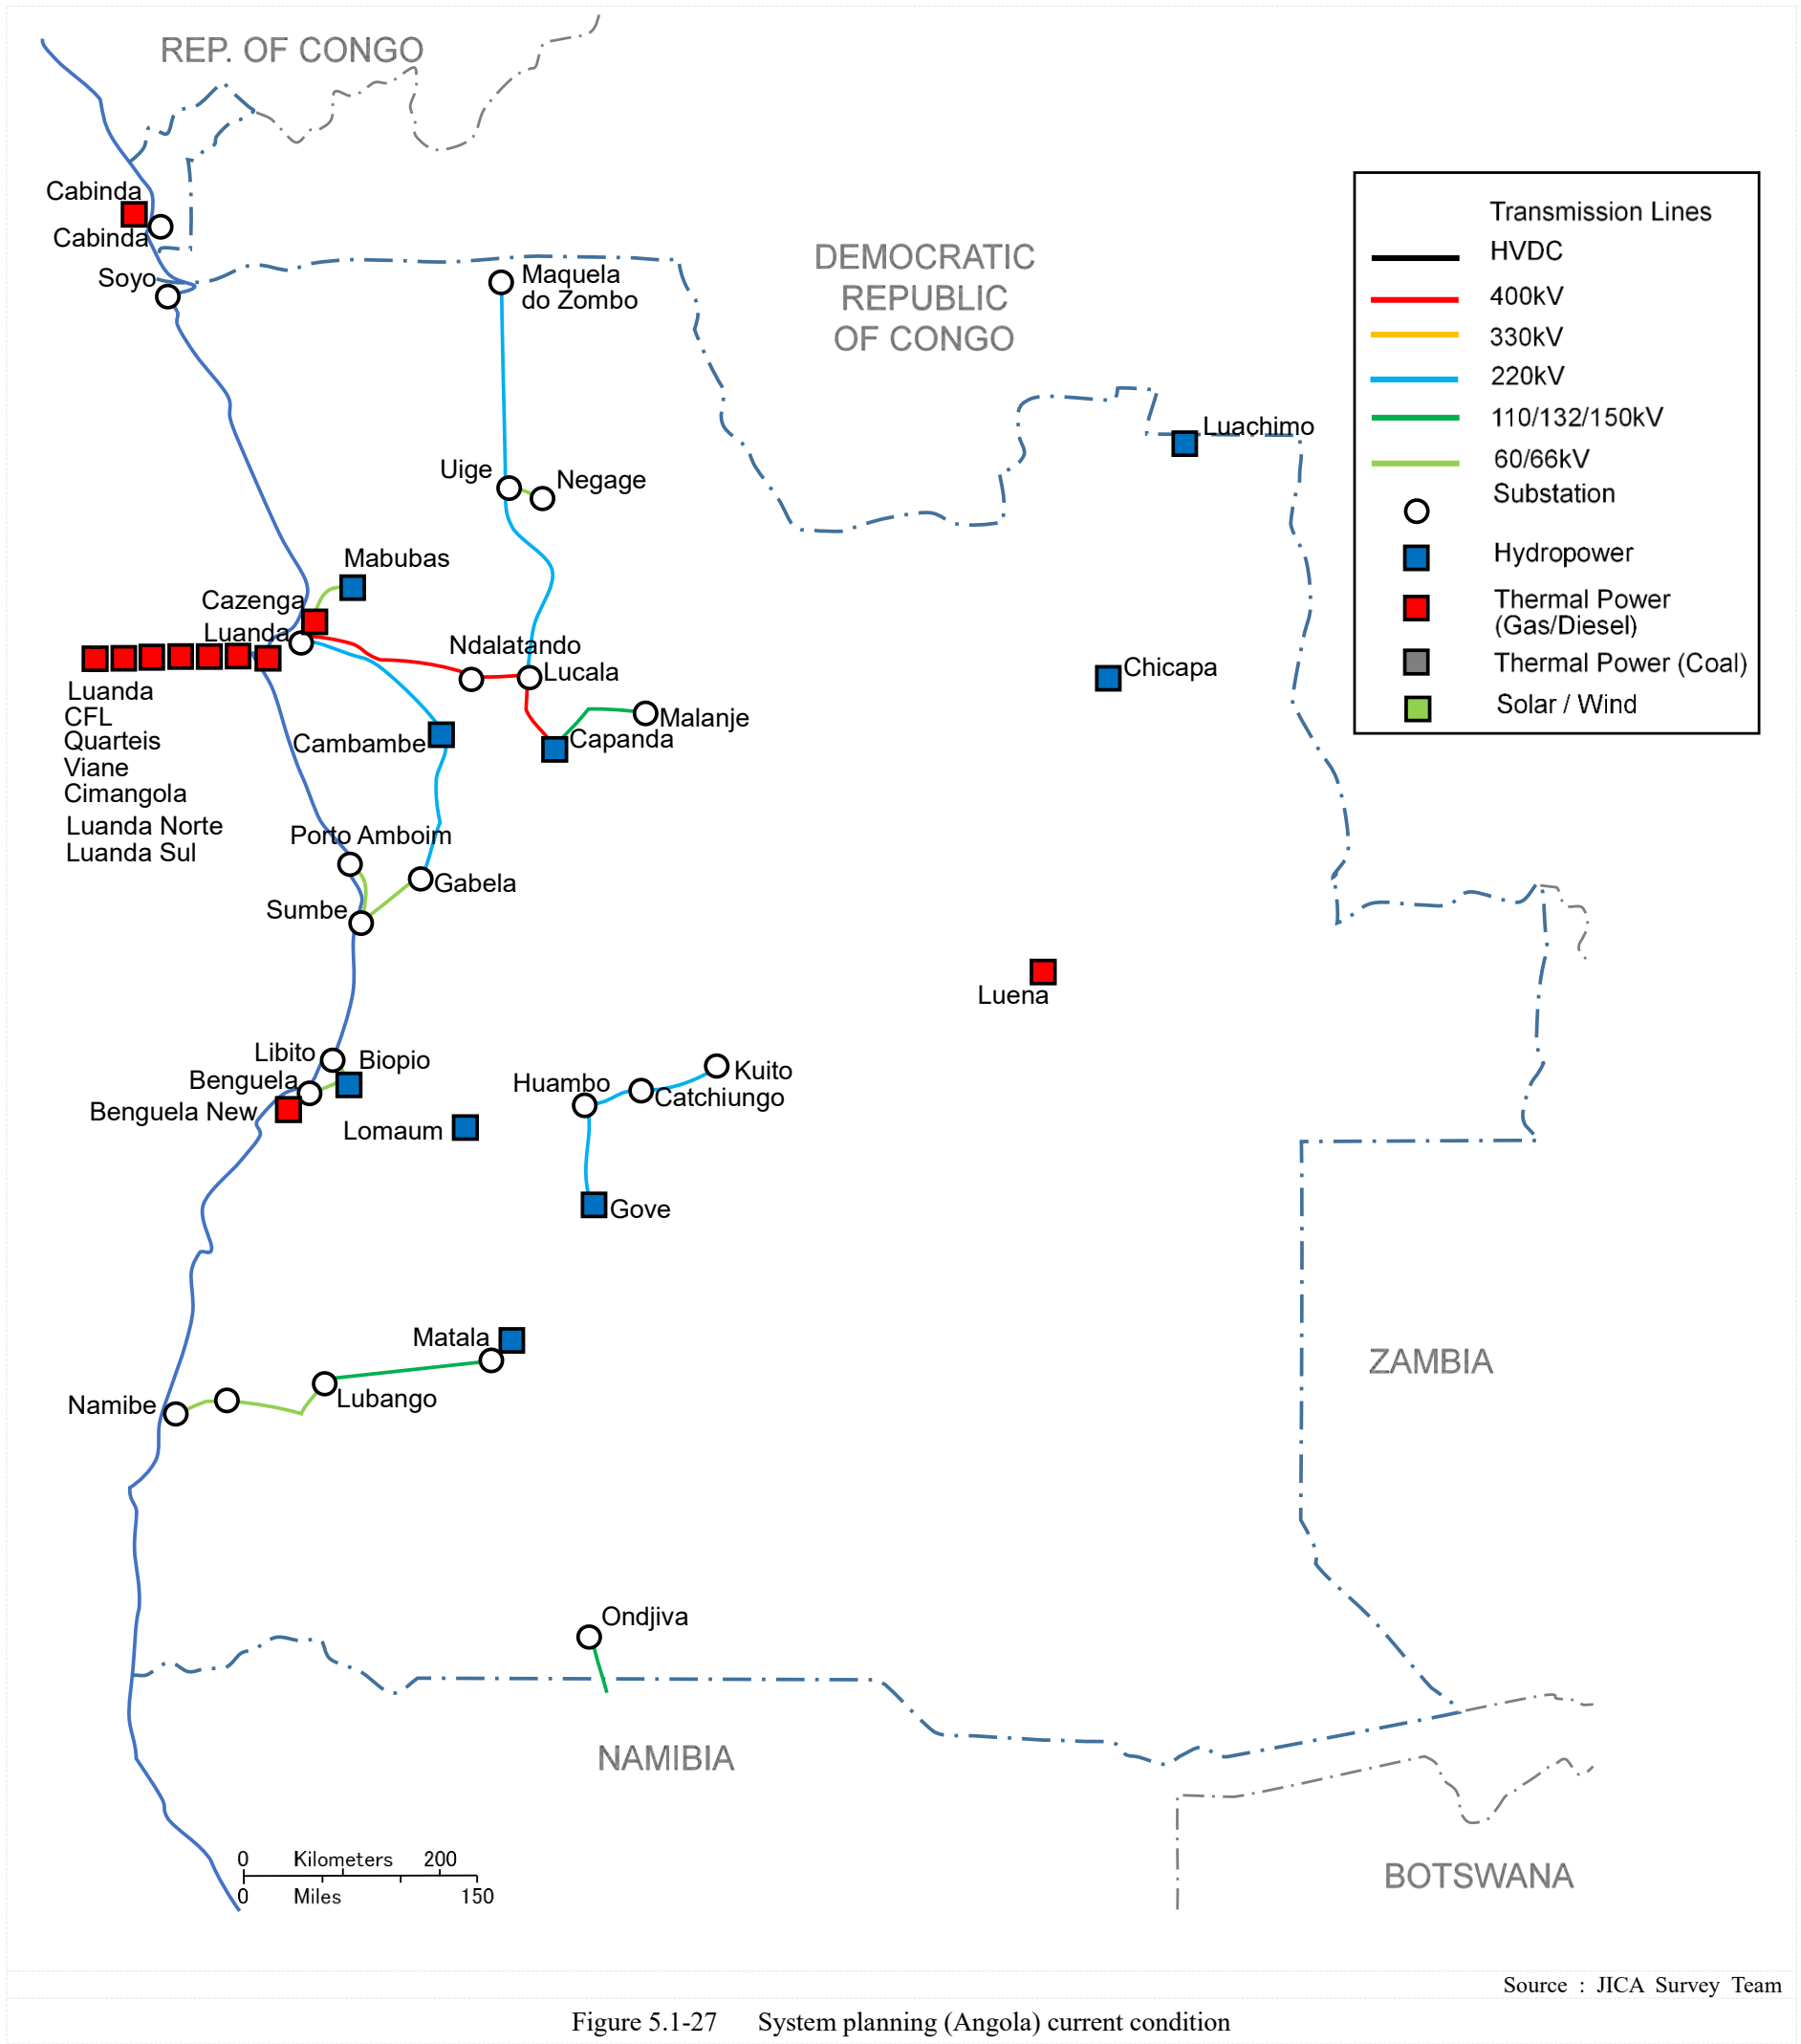 REP. OF CONGO
Cabinda
Cabinda
Soyo
Maquela
do Zombo
DEMOCRATIC
REPUBLIC
OF CONGO
Transmission Lines
HVDC
400kV
330kV
220kV
110/132/150kV
60/66kV
Substation
Hydropower
Thermal Power
(Gas/Diesel)
Thermal Power (Coal)
Solar / Wind
Luachimo
Uige
Negage
Mabubas
Cazenga
Luanda
Ndalatando
Lucala
Chicapa
Luanda
CFL
Quarteis
Viane
Cimangola
Luanda Norte
Luanda Sul
Malanje
Capanda
Cambambe
Porto Amboim
Gabela
Sumbe
Luena
Libito
Biopio
Benguela
Benguela New
Lomaum
Huambo
Kuito
Catchiungo
Gove
Matala
Namibe
Lubango
ZAMBIA
Ondjiva
NAMIBIA
BOTSWANA
0 Kilometers 200
0 Miles 150
Source : JICA Survey Team
Figure 5.1-27 System planning (Angola) current condition